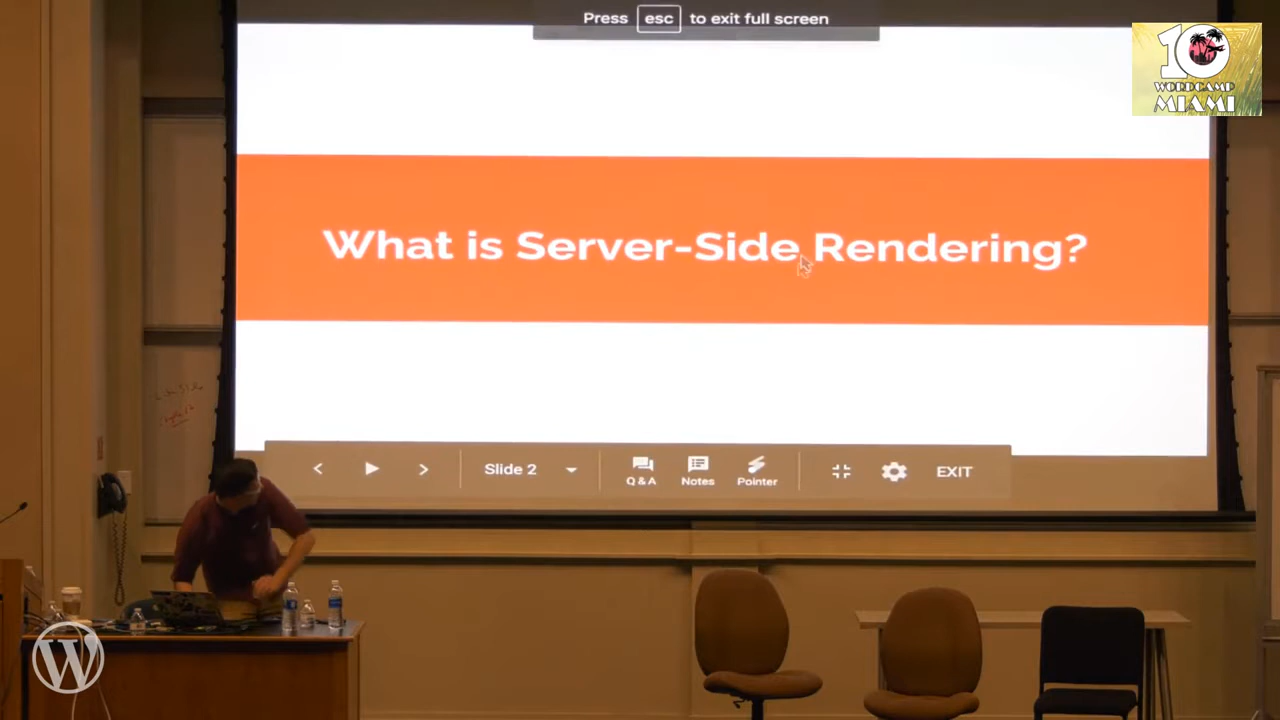 Press esc to exit full screen
10
WORDCAMP
MIAMI
What is Server-Side Rendering?
Slide 2
Q & A
Notes
Pointer
EXIT
W